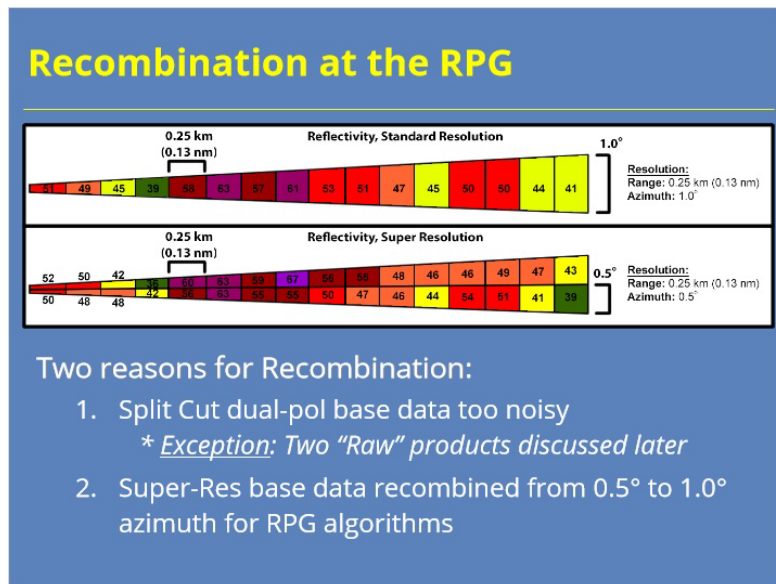 Recombination at the RPG
0.25 km
(0.13 nm)
Reflectivity, Standard Resolution
1.0°
51 49 45 39 58 63 57 61 53 51 47 45 50 50 44 41
Resolution:
Range: 0.25 km (0.13 nm)
Azimuth: 1.0°
0.25 km
(0.13 nm)
Reflectivity, Super Resolution
52 50 42 36 60 63 59 67 56 55 48 46 46 49 47 43
50 48 48 42 56 63 55 55 50 47 46 44 54 51 41 39
0.5°
Resolution:
Range: 0.25 km (0.13 nm)
Azimuth: 0.5°
Two reasons for Recombination:
1. Split Cut dual-pol base data too noisy
* Exception: Two “Raw” products discussed later
2. Super-Res base data recombined from 0.5° to 1.0°
azimuth for RPG algorithms